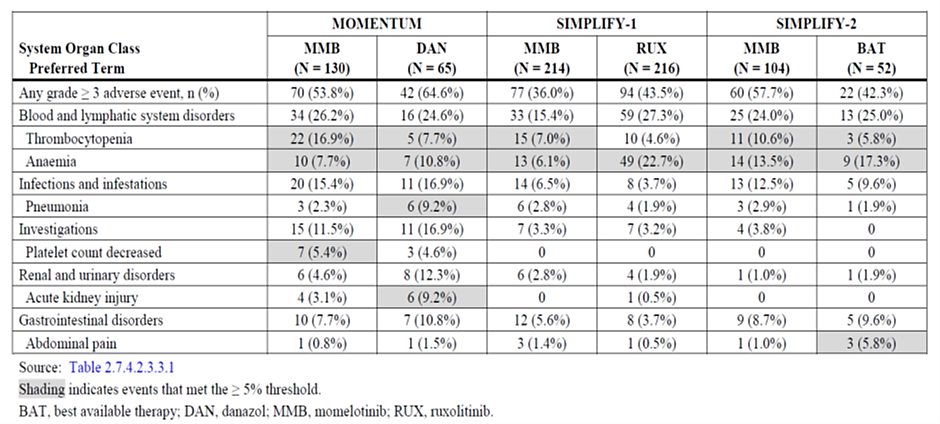 MOMENTUM SIMPLIFY-1 SIMPLIFY-2
System Organ Class MMB DAN MMB RUX MMB BAT
Preferred Term (N = 130) (N = 65) (N = 214) (N = 216) (N = 104) (N = 52)
Any grade ≥ 3 adverse event, n (%) 70 (53.8%) 42 (64.6%) 77 (36.0%) 94 (43.5%) 60 (57.7%) 22 (42.3%)
Blood and lymphatic system disorders 34 (26.2%) 16 (24.6%) 33 (15.4%) 59 (27.3%) 25 (24.0%) 13 (25.0%)
Thrombocytopenia 22 (16.9%) 5 (7.7%) 15 (7.0%) 10 (4.6%) 11 (10.6%) 3 (5.8%)
Anaemia 10 (7.7%) 7 (10.8%) 13 (6.1%) 49 (22.7%) 14 (13.5%) 9 (17.3%)
Infections and infestations 20 (15.4%) 11 (16.9%) 14 (6.5%) 8 (3.7%) 13 (12.5%) 5 (9.6%)
Pneumonia 3 (2.3%) 6 (9.2%) 6 (2.8%) 4 (1.9%) 3 (2.9%) 1 (1.9%)
Investigations 15 (11.5%) 11 (16.9%) 7 (3.3%) 7 (3.2%) 4 (3.8%) 0
Platelet count decreased 7 (5.4%) 3 (4.6%) 0 0 0 0
Renal and urinary disorders 6 (4.6%) 8 (12.3%) 6 (2.8%) 4 (1.9%) 1 (1.0%) 1 (1.9%)
Acute kidney injury 4 (3.1%) 6 (9.2%) 0 1 (0.5%) 0 0
Gastrointestinal disorders 10 (7.7%) 7 (10.8%) 12 (5.6%) 8 (3.7%) 9 (8.7%) 5 (9.6%)
Abdominal pain 1 (0.8%) 1 (1.5%) 3 (1.4%) 1 (0.5%) 1 (1.0%) 3 (5.8%)
Source: Table 2.7.4.2.3.3.1
Shading indicates events that met the ≥ 5% threshold.
BAT, best available therapy; DAN, danazol; MMB, momelotinib; RUX, ruxolitinib.